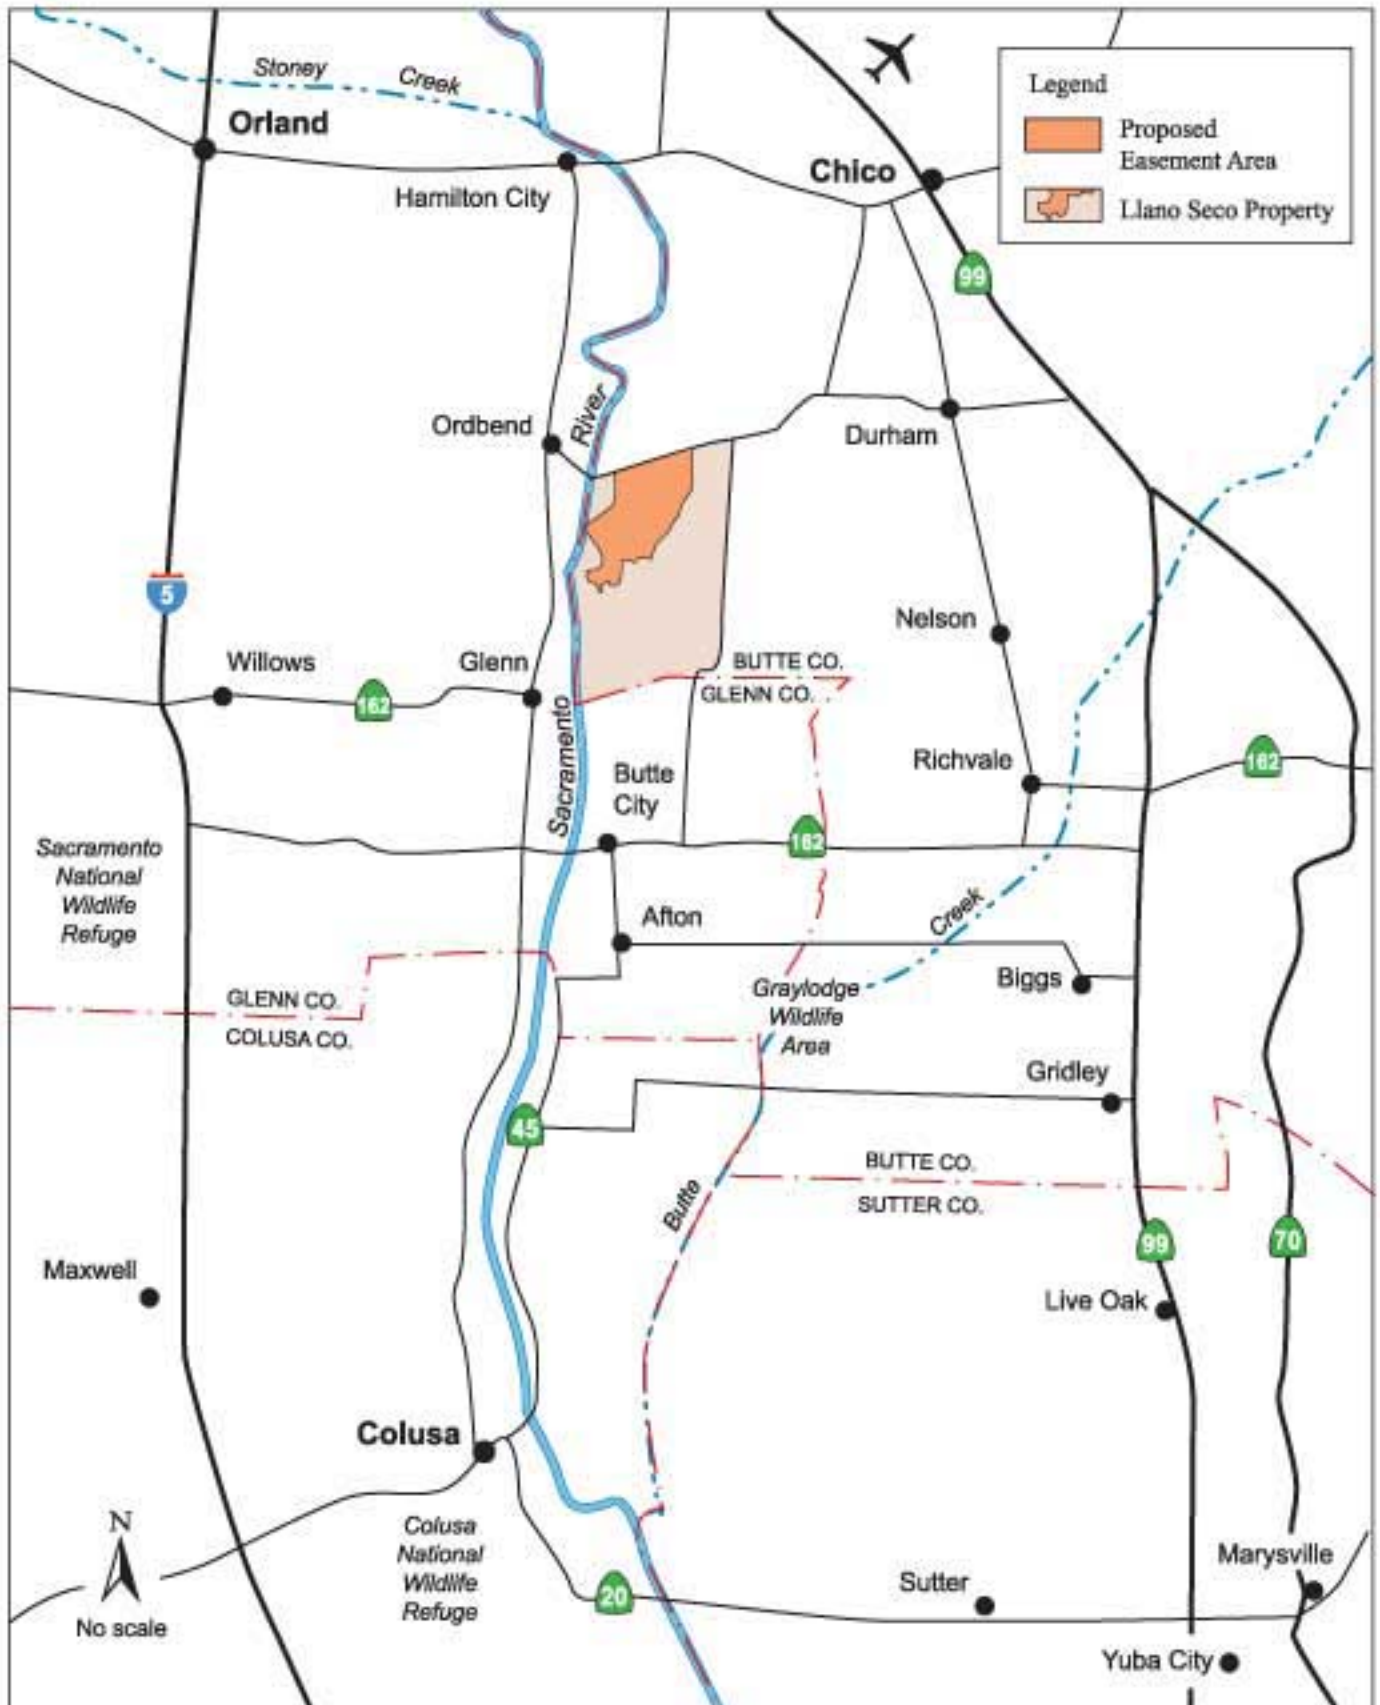 Stoney Creek
Orland
Hamilton City
Chico
Legend
Proposed
Easement Area
Llano Seco Property
99
River
Ordbend
Durham
5
Nelson
Willows
Glenn
162
BUTTE CO.
GLENN CO.
Sacramento
Richvale
162
Butte
City
162
Sacramento
National
Wildlife
Refuge
Afton
Creek
Biggs
Graylodge
Wildlife
Area
GLENN CO.
COLUSA CO.
Gridley
45
BUTTE CO.
SUTTER CO.
Butte
99
70
Maxwell
Live Oak
Colusa
N
No scale
Colusa
National
Wildlife
Refuge
20
Sutter
Marysville
Yuba City